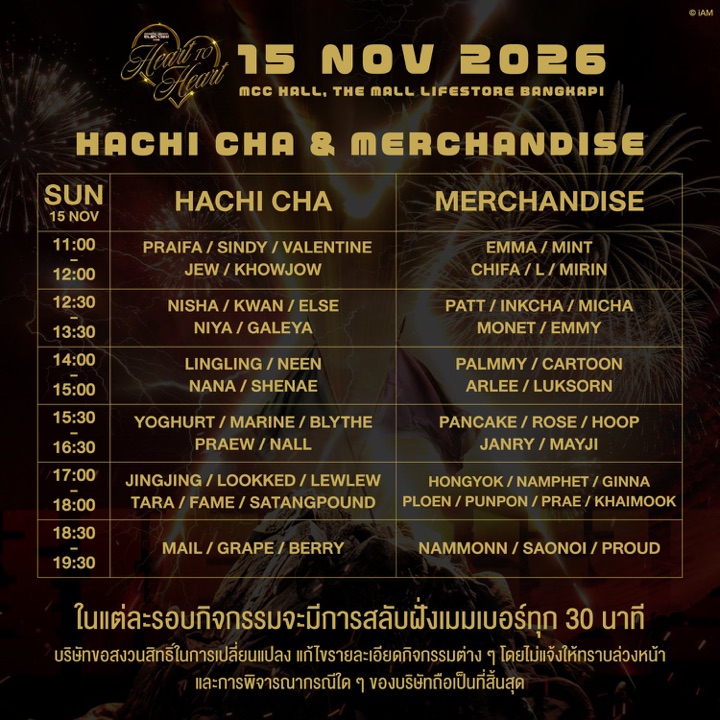 © iAM
Heart TO
Heart
15 NOV 2026
MCC HALL, THE MALL LIFESTORE BANGKAPI
HACHI CHA & MERCHANDISE
SUN
15 NOV
HACHI CHA
MERCHANDISE
11:00
–
12:00
PRAIFA / SINDY / VALENTINE
JEW / KHOWJOW
EMMA / MINT
CHIFA / L / MIRIN
12:30
–
13:30
NISHA / KWAN / ELSE
NIYA / GALEYA
PATT / INKCHA / MICHA
MONET / EMMY
14:00
–
15:00
LINGLING / NEEN
NANA / SHENAE
PALMMY / CARTOON
ARLEE / LUKSORN
15:30
–
16:30
YOGHURT / MARINE / BLYTHE
PRAEW / NALL
PANCAKE / ROSE / HOOP
JANRY / MAYJI
17:00
–
18:00
JINGJING / LOOKKED / LEWLEW
TARA / FAME / SATANGPOUND
HONGYOK / NAMPHET / GINNA
PLOEN / PUNPON / PRAE / KHAIMOOK
18:30
–
19:30
MAIL / GRAPE / BERRY
NAMMONN / SAONOI / PROUD
ในแต่ละรอบกิจกรรมจะมีการสลับฝั่งเมมเบอร์ทุก 30 นาที
บริษัทขอสงวนสิทธิ์ในการเปลี่ยนแปลง แก้ไขรายละเอียดกิจกรรมต่าง ๆ โดยไม่แจ้งให้ทราบล่วงหน้า
และการพิจารณากรณีใด ๆ ของบริษัทถือเป็นที่สิ้นสุด